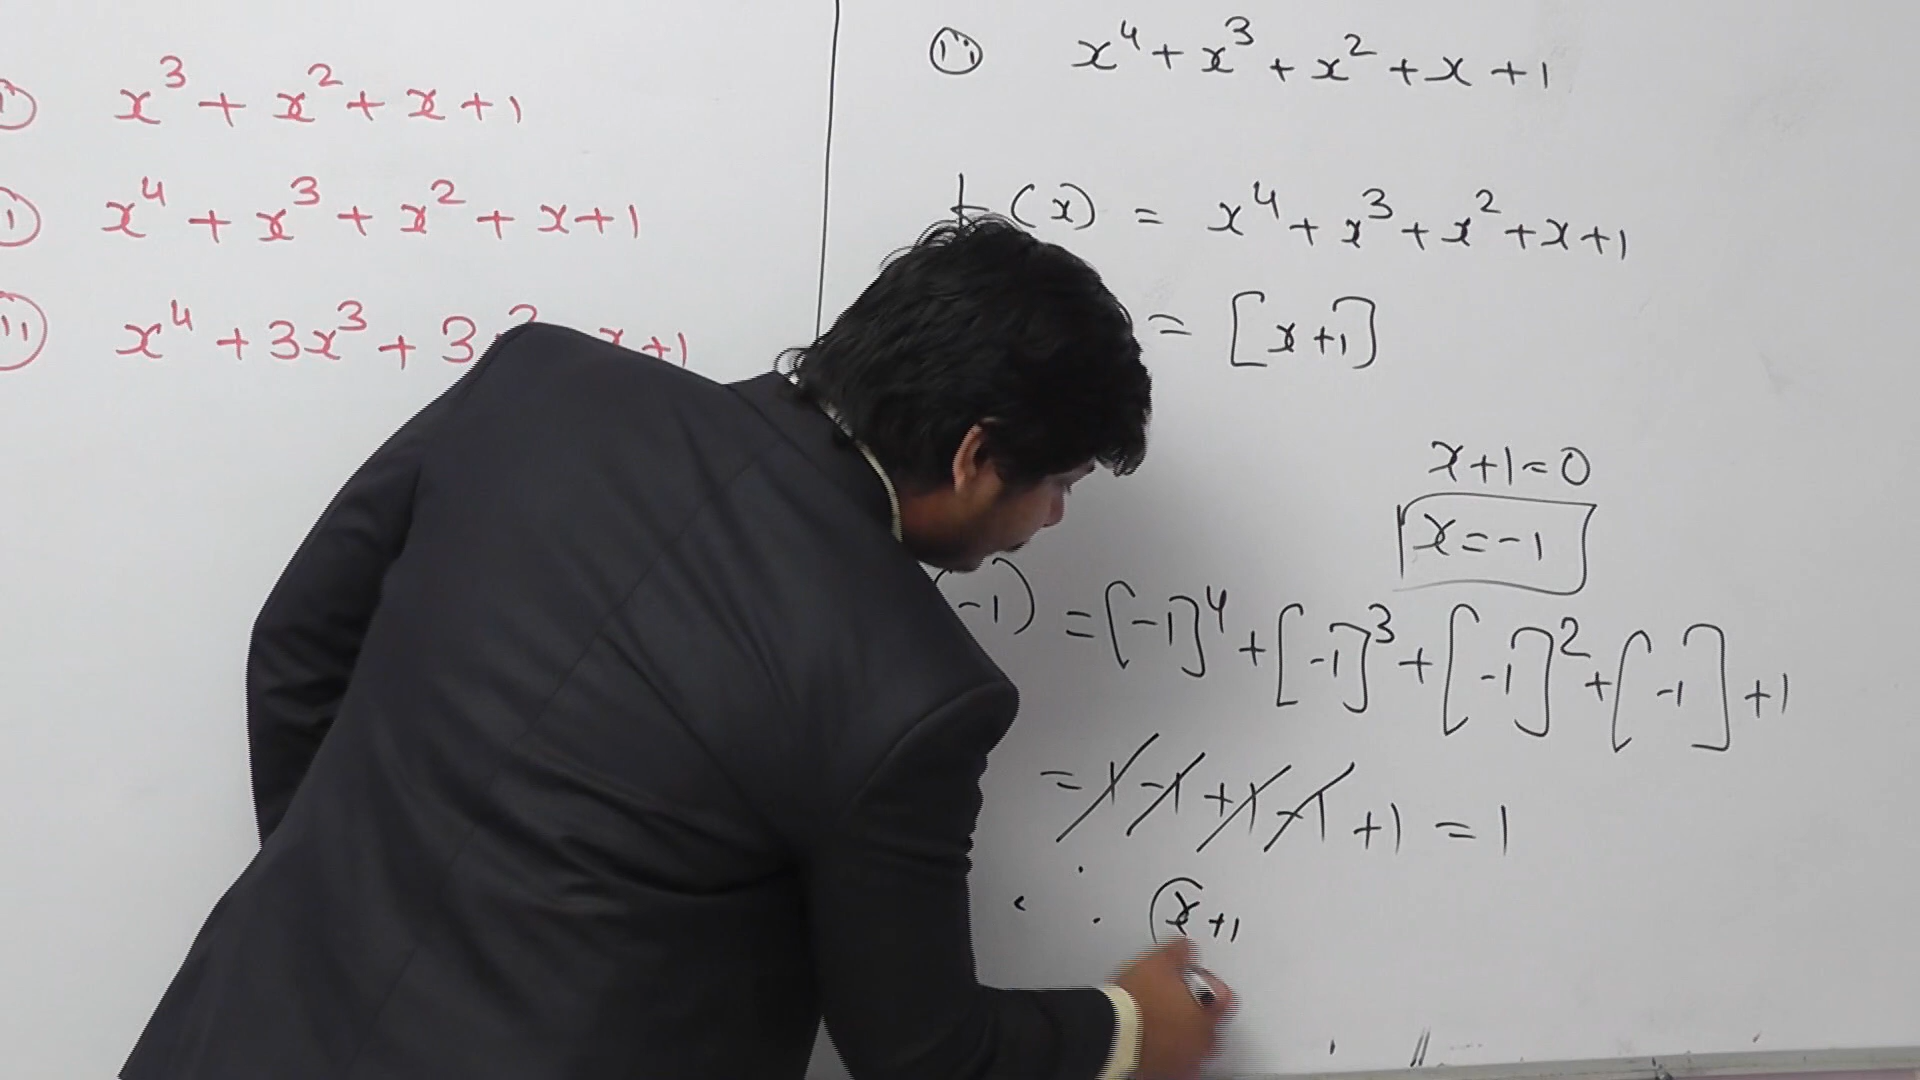 x³ + x² + x + 1
x⁴ + x³ + x² + x + 1
x⁴ + 3x³ + 3 x + 1
(ii) x⁴ + x³ + x² + x + 1
f(x) = x⁴ + x³ + x² + x + 1
= [x + 1]
x + 1 = 0
x = -1
(-1) = [-1]⁴ + [-1]³ + [-1]² + [-1] + 1
= 1 - 1 + 1 - 1 + 1 = 1
∴ (x + 1